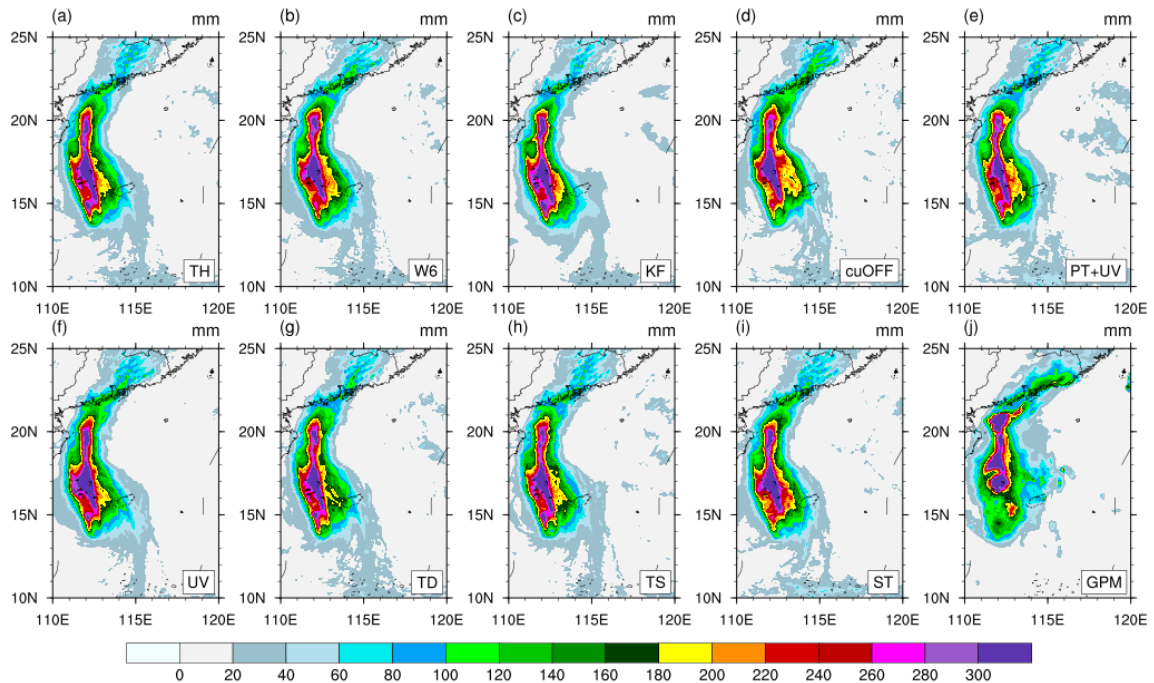 (a) mm (b) mm (c) mm (d) mm (e) mm
25N 25N 25N 25N 25N
20N 20N 20N 20N 20N
15N 15N 15N 15N 15N
10N TH 10N W6 10N KF 10N cuOFF 10N PT+UV
110E 115E 120E 110E 115E 120E 110E 115E 120E 110E 115E 120E 110E 115E 120E
(f) mm (g) mm (h) mm (i) mm (j) mm
25N 25N 25N 25N 25N
20N 20N 20N 20N 20N
15N 15N 15N 15N 15N
10N UV 10N TD 10N TS 10N ST 10N GPM
110E 115E 120E 110E 115E 120E 110E 115E 120E 110E 115E 120E 110E 115E 120E
0 20 40 60 80 100 120 140 160 180 200 220 240 260 280 300